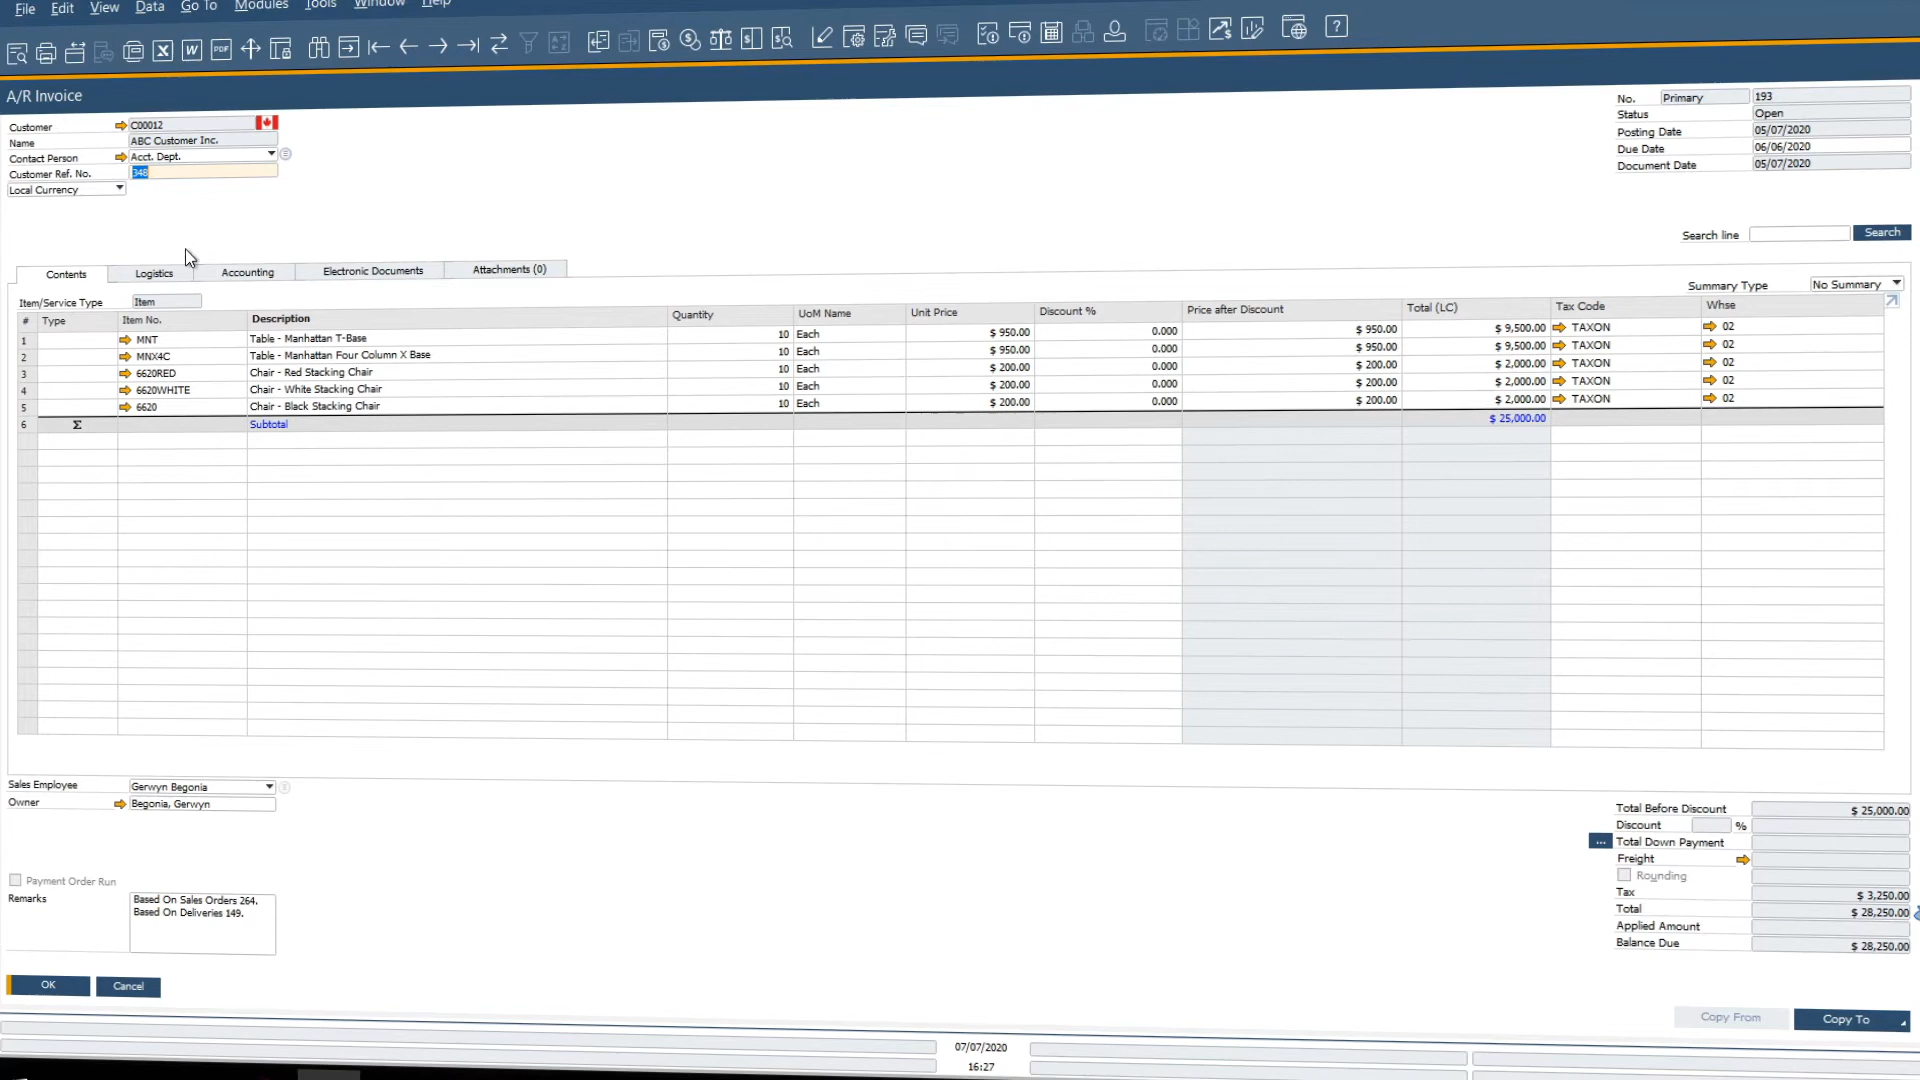 File Edit View Data Go To Modules Tools Window Help
A/R Invoice
Customer C00012
Name ABC Customer Inc.
Contact Person Acct. Dept.
Customer Ref. No. 348
Local Currency
No. Primary 193
Status Open
Posting Date 05/07/2020
Due Date 06/06/2020
Document Date 05/07/2020
Search line Search
Contents Logistics Accounting Electronic Documents Attachments (0)
Item/Service Type Item
Summary Type No Summary
# Type Item No. Description Quantity UoM Name Unit Price Discount % Price after Discount Total (LC) Tax Code Whse
1 MNT Table - Manhattan T-Base 10 Each $ 950.00 0.000 $ 950.00 $ 9,500.00 TAXON 02
2 MNX4C Table - Manhattan Four Column X Base 10 Each $ 950.00 0.000 $ 950.00 $ 9,500.00 TAXON 02
3 6620RED Chair - Red Stacking Chair 10 Each $ 200.00 0.000 $ 200.00 $ 2,000.00 TAXON 02
4 6620WHITE Chair - White Stacking Chair 10 Each $ 200.00 0.000 $ 200.00 $ 2,000.00 TAXON 02
5 6620 Chair - Black Stacking Chair 10 Each $ 200.00 0.000 $ 200.00 $ 2,000.00 TAXON 02
6 Σ Subtotal $ 25,000.00
Sales Employee Gerwyn Begonia
Owner Begonia, Gerwyn
Payment Order Run
Remarks Based On Sales Orders 264.
Based On Deliveries 149.
Total Before Discount $ 25,000.00
Discount %
... Total Down Payment
Freight
Rounding
Tax $ 3,250.00
Total $ 28,250.00
Applied Amount
Balance Due $ 28,250.00
OK Cancel
Copy From Copy To
07/07/2020
16:27